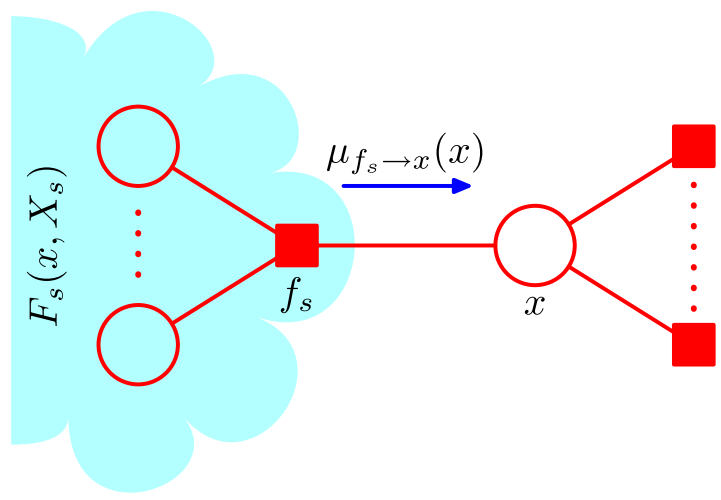 F_s(x, X_s)
μ_{f_s→x}(x)
f_s
x